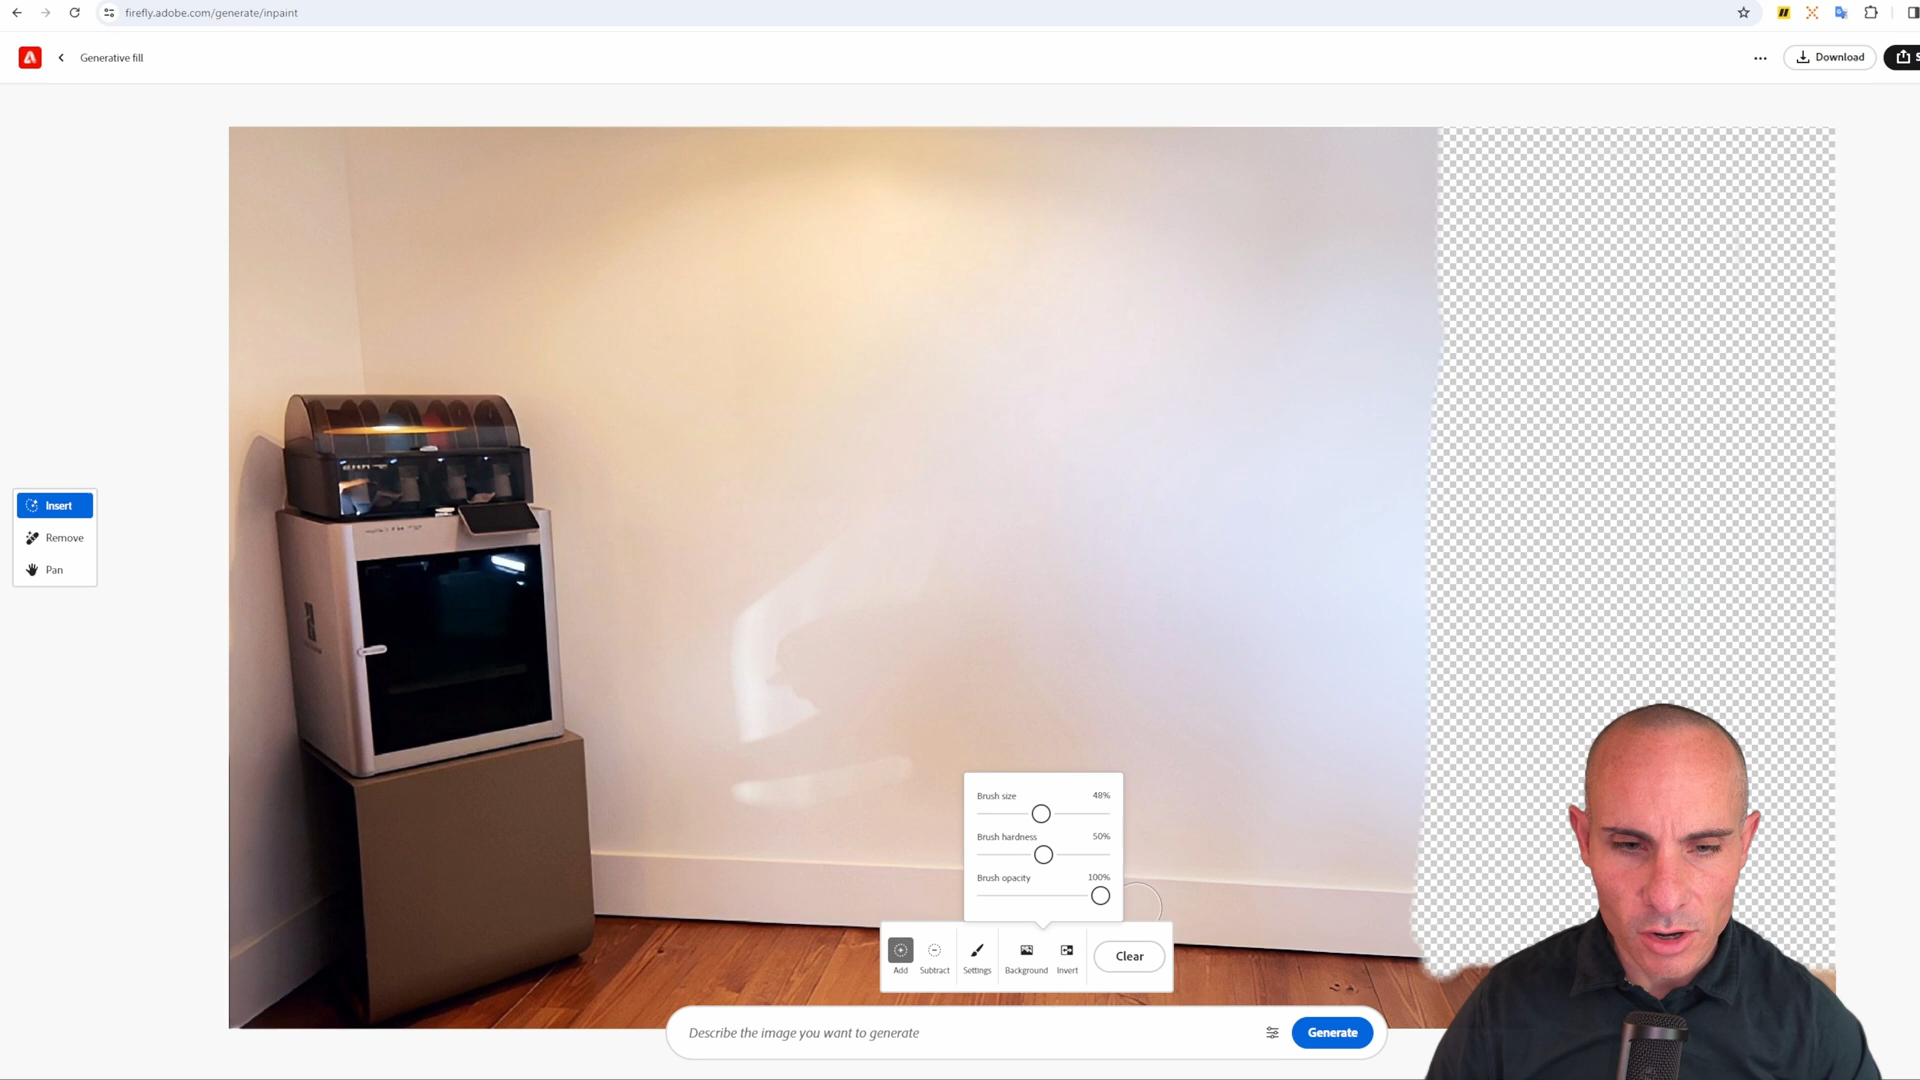 firefly.adobe.com/generate/inpaint
Generative fill
Download
S
Insert
Remove
Pan
Brush size 48%
Brush hardness 50%
Brush opacity 100%
Add Subtract Settings Background Invert Clear
Describe the image you want to generate
Generate